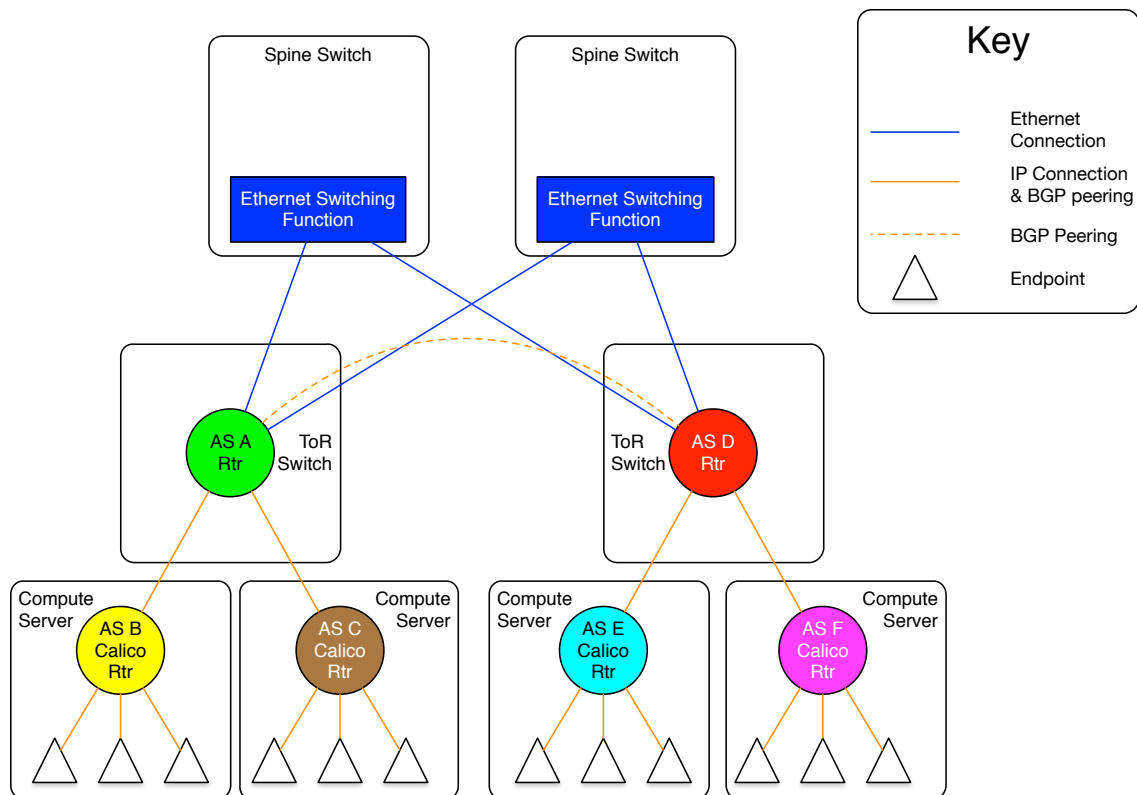 Spine Switch
Spine Switch
Key
Ethernet
Connection
IP Connection
& BGP peering
BGP Peering
Endpoint
Ethernet Switching
Function
Ethernet Switching
Function
AS A
Rtr
ToR
Switch
ToR
Switch
AS D
Rtr
Compute
Server
AS B
Calico
Rtr
AS C
Calico
Rtr
Compute
Server
Compute
Server
AS E
Calico
Rtr
AS F
Calico
Rtr
Compute
Server